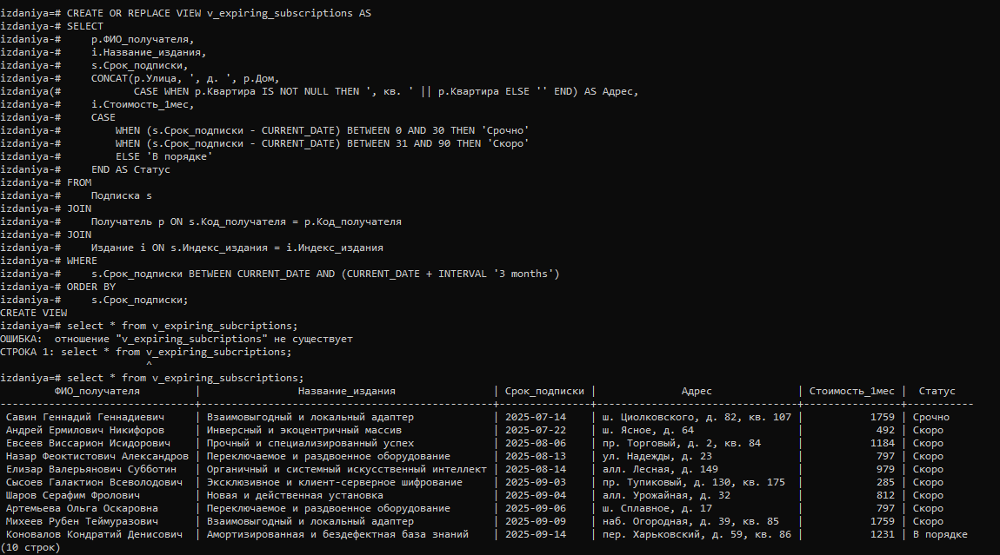 izdaniya=# CREATE OR REPLACE VIEW v_expiring_subscriptions AS
izdaniya-# SELECT
izdaniya-#     p.ФИО_получателя,
izdaniya-#     i.Название_издания,
izdaniya-#     s.Срок_подписки,
izdaniya-#     CONCAT(p.Улица, ', д. ', p.Дом,
izdaniya(#            CASE WHEN p.Квартира IS NOT NULL THEN ', кв. ' || p.Квартира ELSE '' END) AS Адрес,
izdaniya-#     i.Стоимость_1мес,
izdaniya-#     CASE
izdaniya-#         WHEN (s.Срок_подписки - CURRENT_DATE) BETWEEN 0 AND 30 THEN 'Срочно'
izdaniya-#         WHEN (s.Срок_подписки - CURRENT_DATE) BETWEEN 31 AND 90 THEN 'Скоро'
izdaniya-#         ELSE 'В порядке'
izdaniya-#     END AS Статус
izdaniya-# FROM
izdaniya-#     Подписка s
izdaniya-# JOIN
izdaniya-#     Получатель p ON s.Код_получателя = p.Код_получателя
izdaniya-# JOIN
izdaniya-#     Издание i ON s.Индекс_издания = i.Индекс_издания
izdaniya-# WHERE
izdaniya-#     s.Срок_подписки BETWEEN CURRENT_DATE AND (CURRENT_DATE + INTERVAL '3 months')
izdaniya-# ORDER BY
izdaniya-#     s.Срок_подписки;
CREATE VIEW
izdaniya=# select * from v_expiring_subcriptions;
ОШИБКА:  отношение "v_expiring_subcriptions" не существует
СТРОКА 1: select * from v_expiring_subcriptions;
                        ^
izdaniya=# select * from v_expiring_subscriptions;
ФИО_получателя | Название_издания | Срок_подписки | Адрес | Стоимость_1мес | Статус
--------------------------------+------------------------------------------------+---------------+----------------------------------+----------------+-----------
Савин Геннадий Геннадиевич | Взаимовыгодный и локальный адаптер | 2025-07-14 | ш. Циолковского, д. 82, кв. 107 | 1759 | Срочно
Андрей Ермилович Никифоров | Инверсный и экоцентричный массив | 2025-07-22 | ш. Ясное, д. 64 | 492 | Скоро
Евсеев Виссарион Исидорович | Прочный и специализированный успех | 2025-08-06 | пр. Торговый, д. 2, кв. 84 | 1184 | Скоро
Назар Феоктистович Александров | Переключаемое и раздвоенное оборудование | 2025-08-13 | ул. Надежды, д. 23 | 797 | Скоро
Елизар Валерьянович Субботин | Органичный и системный искусственный интеллект | 2025-08-14 | алл. Лесная, д. 149 | 979 | Скоро
Сысоев Галактион Всеволодович | Эксклюзивное и клиент-серверное шифрование | 2025-09-03 | пр. Тупиковый, д. 130, кв. 175 | 285 | Скоро
Шаров Серафим Фролович | Новая и действенная установка | 2025-09-04 | алл. Урожайная, д. 32 | 812 | Скоро
Артемьева Ольга Оскаровна | Переключаемое и раздвоенное оборудование | 2025-09-06 | ш. Сплавное, д. 17 | 797 | Скоро
Михеев Рубен Теймуразович | Взаимовыгодный и локальный адаптер | 2025-09-09 | наб. Огородная, д. 39, кв. 85 | 1759 | Скоро
Коновалов Кондратий Денисович | Амортизированная и бездефектная база знаний | 2025-09-14 | пер. Харьковский, д. 59, кв. 86 | 1231 | В порядке
(10 строк)